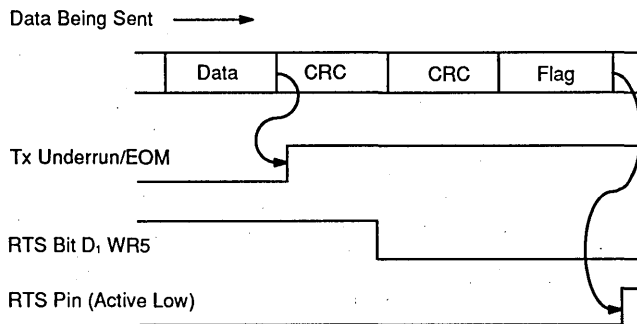 Data Being Sent
Data CRC CRC Flag
Tx Underrun/EOM
RTS Bit D₁ WR5
RTS Pin (Active Low)